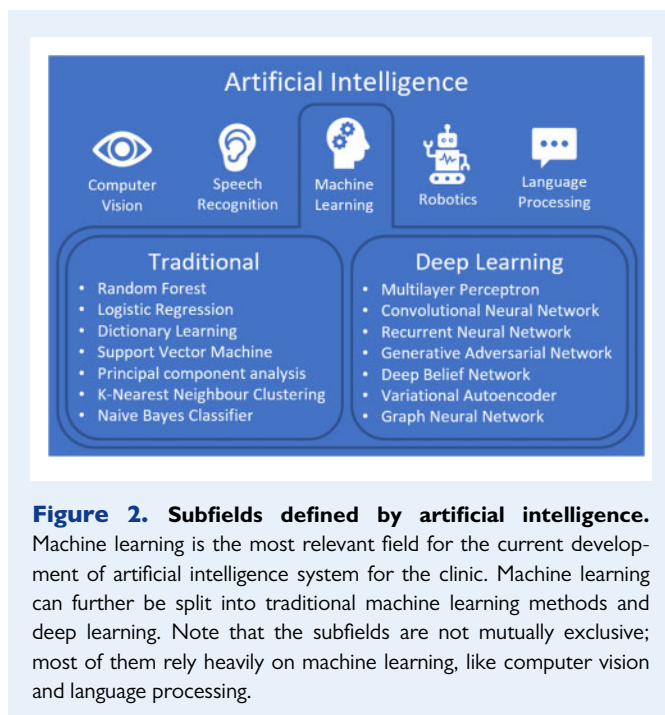 Artificial Intelligence
Computer
Vision
Speech
Recognition
Machine
Learning
Robotics
Language
Processing
Traditional
• Random Forest
• Logistic Regression
• Dictionary Learning
• Support Vector Machine
• Principal component analysis
• K-Nearest Neighbour Clustering
• Naive Bayes Classifier
Deep Learning
• Multilayer Perceptron
• Convolutional Neural Network
• Recurrent Neural Network
• Generative Adversarial Network
• Deep Belief Network
• Variational Autoencoder
• Graph Neural Network
Figure 2. Subfields defined by artificial intelligence.
Machine learning is the most relevant field for the current develop-
ment of artificial intelligence system for the clinic. Machine learning
can further be split into traditional machine learning methods and
deep learning. Note that the subfields are not mutually exclusive;
most of them rely heavily on machine learning, like computer vision
and language processing.